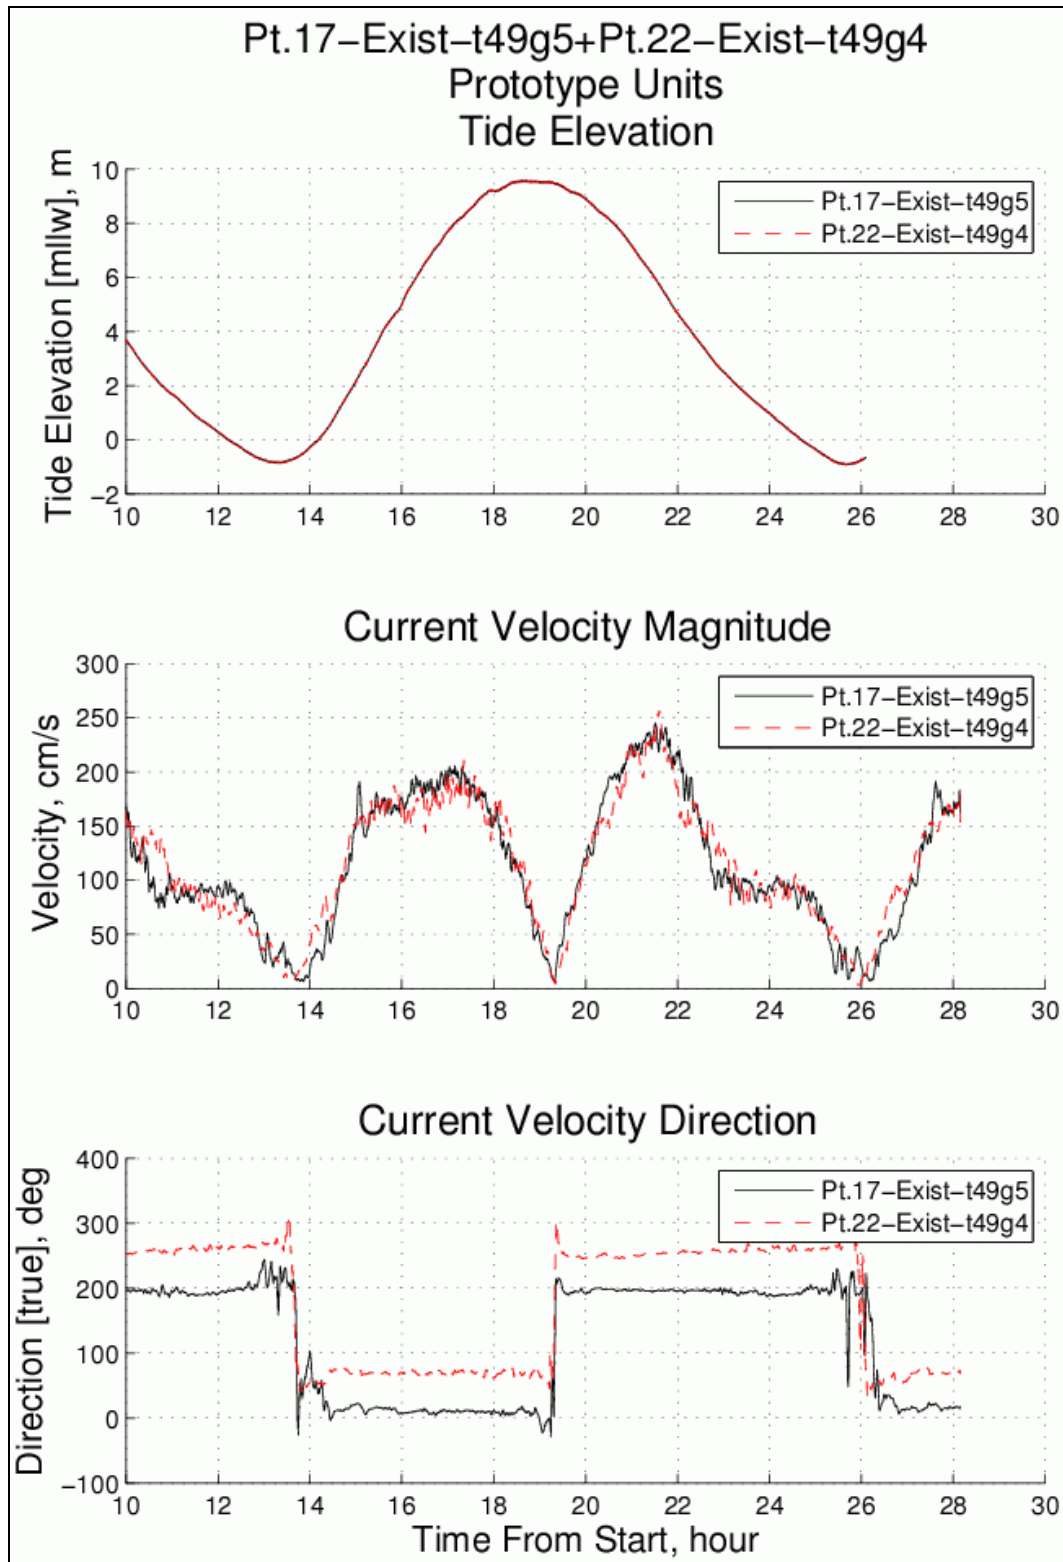 Pt.17−Exist−t49g5+Pt.22−Exist−t49g4
Prototype Units
Tide Elevation
Tide Elevation [mllw], m
10
8
6
4
2
0
−2
Pt.17−Exist−t49g5
Pt.22−Exist−t49g4
10 12 14 16 18 20 22 24 26 28 30
Current Velocity Magnitude
Velocity, cm/s
300
250
200
150
100
50
0
Pt.17−Exist−t49g5
Pt.22−Exist−t49g4
10 12 14 16 18 20 22 24 26 28 30
Current Velocity Direction
Direction [true], deg
400
300
200
100
0
−100
Pt.17−Exist−t49g5
Pt.22−Exist−t49g4
10 12 14 16 18 20 22 24 26 28 30
Time From Start, hour